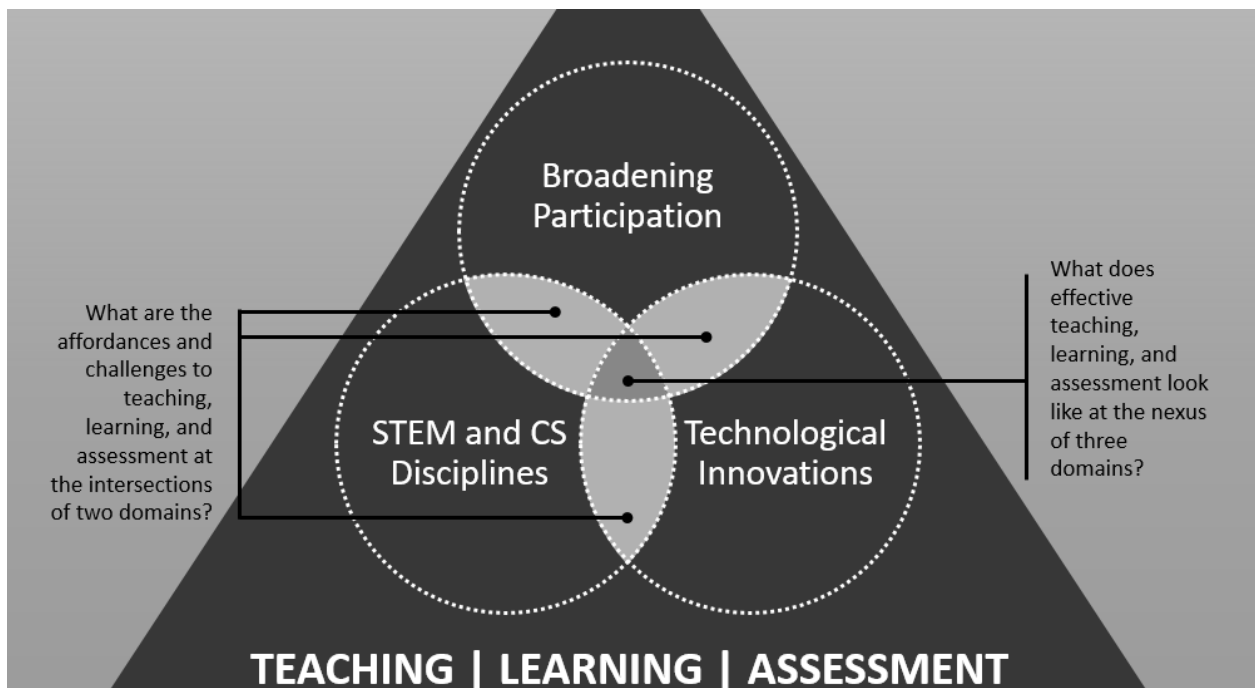 Broadening
Participation
What are the
affordances and
challenges to
teaching,
learning, and
assessment at
the intersections
of two domains?
STEM and CS
Disciplines
Technological
Innovations
What does
effective
teaching,
learning, and
assessment look
like at the nexus
of three
domains?
TEACHING | LEARNING | ASSESSMENT